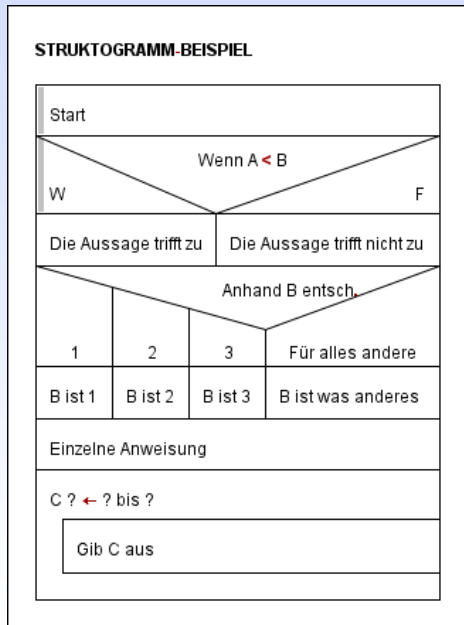 STRUKTOGRAMM-BEISPIEL
Start
Wenn A < B
W F
Die Aussage trifft zu Die Aussage trifft nicht zu
Anhand B entsch.
1 2 3 Für alles andere
B ist 1 B ist 2 B ist 3 B ist was anderes
Einzelne Anweisung
C ? ← ? bis ?
Gib C aus